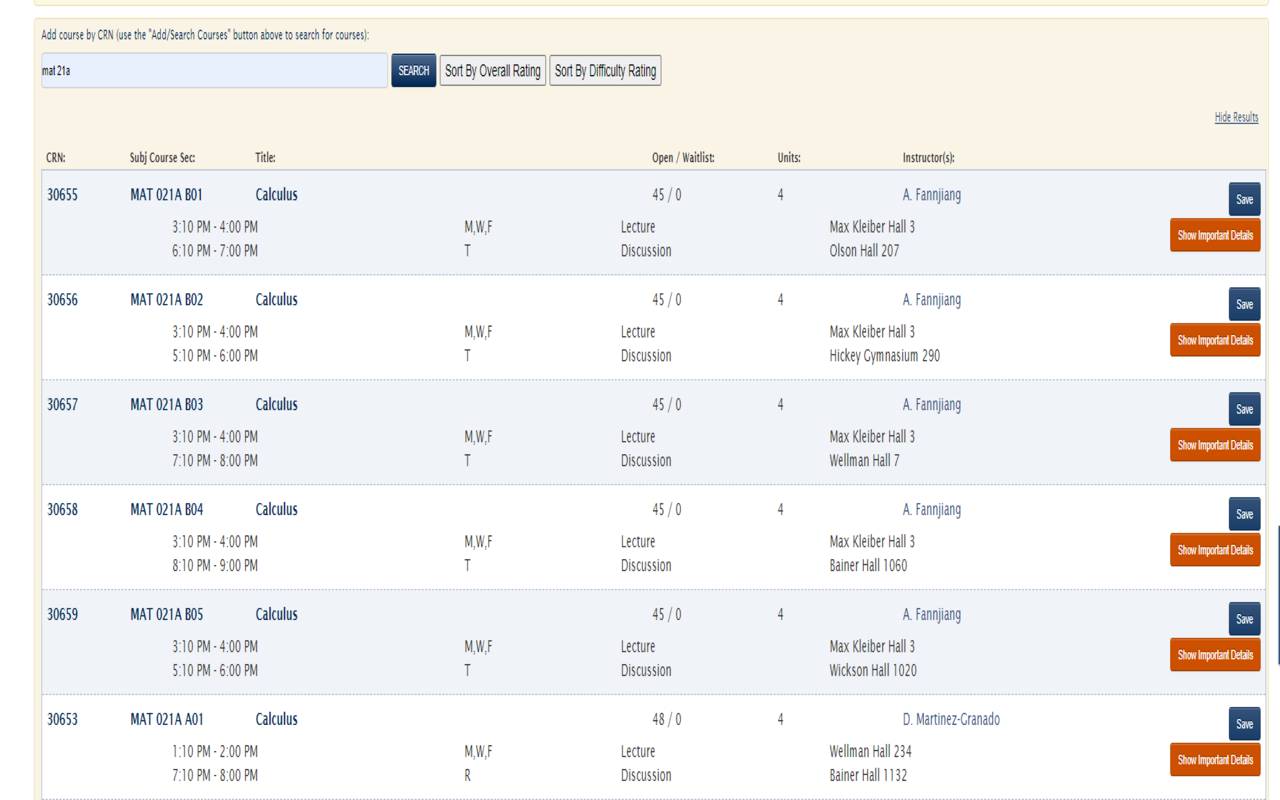 Add course by CRN (use the "Add/Search Courses" button above to search for courses):
mat 21a SEARCH Sort By Overall Rating Sort By Difficulty Rating
Hide Results
CRN: Subj Course Sec: Title: Open / Waitlist: Units: Instructor(s):
30655 MAT 021A B01 Calculus 45 / 0 4 A. Fannjiang Save
3:10 PM - 4:00 PM M,W,F Lecture Max Kleiber Hall 3 Show Important Details
6:10 PM - 7:00 PM T Discussion Olson Hall 207
30656 MAT 021A B02 Calculus 45 / 0 4 A. Fannjiang Save
3:10 PM - 4:00 PM M,W,F Lecture Max Kleiber Hall 3 Show Important Details
5:10 PM - 6:00 PM T Discussion Hickey Gymnasium 290
30657 MAT 021A B03 Calculus 45 / 0 4 A. Fannjiang Save
3:10 PM - 4:00 PM M,W,F Lecture Max Kleiber Hall 3 Show Important Details
7:10 PM - 8:00 PM T Discussion Wellman Hall 7
30658 MAT 021A B04 Calculus 45 / 0 4 A. Fannjiang Save
3:10 PM - 4:00 PM M,W,F Lecture Max Kleiber Hall 3 Show Important Details
8:10 PM - 9:00 PM T Discussion Bainer Hall 1060
30659 MAT 021A B05 Calculus 45 / 0 4 A. Fannjiang Save
3:10 PM - 4:00 PM M,W,F Lecture Max Kleiber Hall 3 Show Important Details
5:10 PM - 6:00 PM T Discussion Wickson Hall 1020
30653 MAT 021A A01 Calculus 48 / 0 4 D. Martinez-Granado Save
1:10 PM - 2:00 PM M,W,F Lecture Wellman Hall 234 Show Important Details
7:10 PM - 8:00 PM R Discussion Bainer Hall 1132